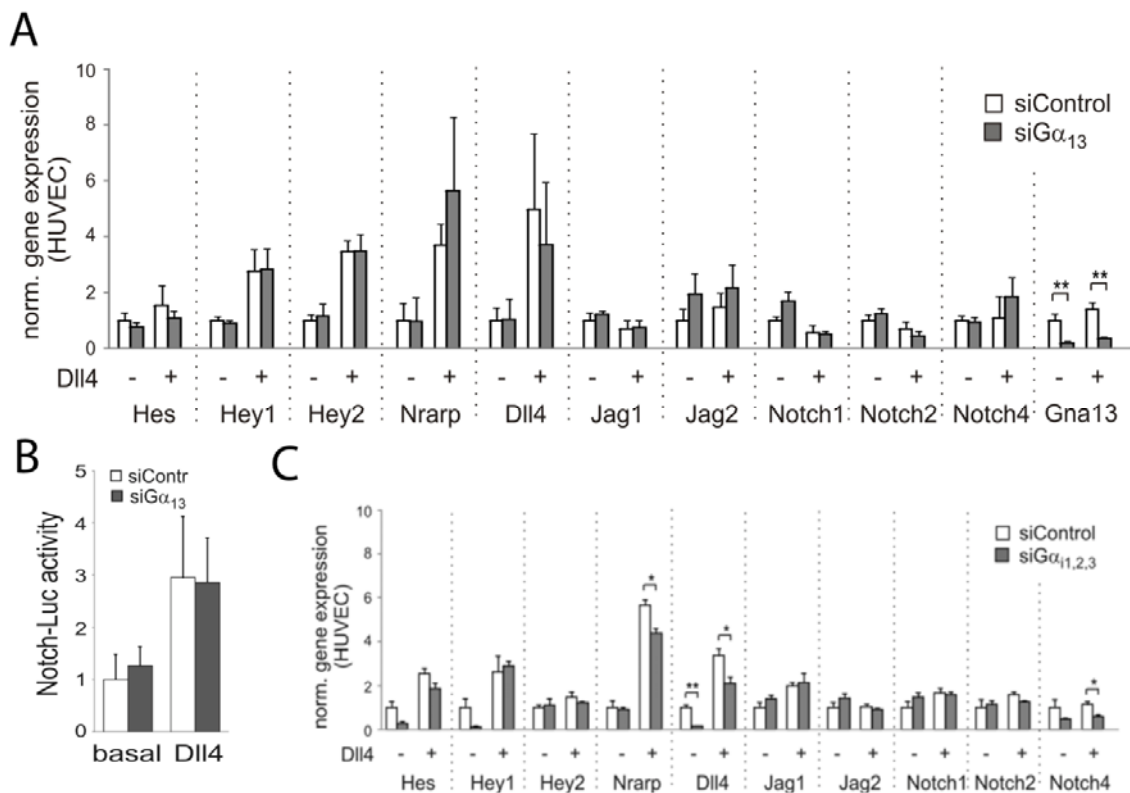 A
norm. gene expression
(HUVEC)
10
8
6
4
2
0
siControl
siGα13
** **
Dll4 - + - + - + - + - + - + - + - + - + - + - +
Hes Hey1 Hey2 Nrarp Dll4 Jag1 Jag2 Notch1 Notch2 Notch4 Gna13
B
Notch-Luc activity
5
4
3
2
1
0
siContr
siGα13
basal Dll4
C
norm. gene expression
(HUVEC)
10
8
6
4
2
0
siControl
siGαi1,2,3
* ** * *
Dll4 - + - + - + - + - + - + - + - + - + - +
Hes Hey1 Hey2 Nrarp Dll4 Jag1 Jag2 Notch1 Notch2 Notch4